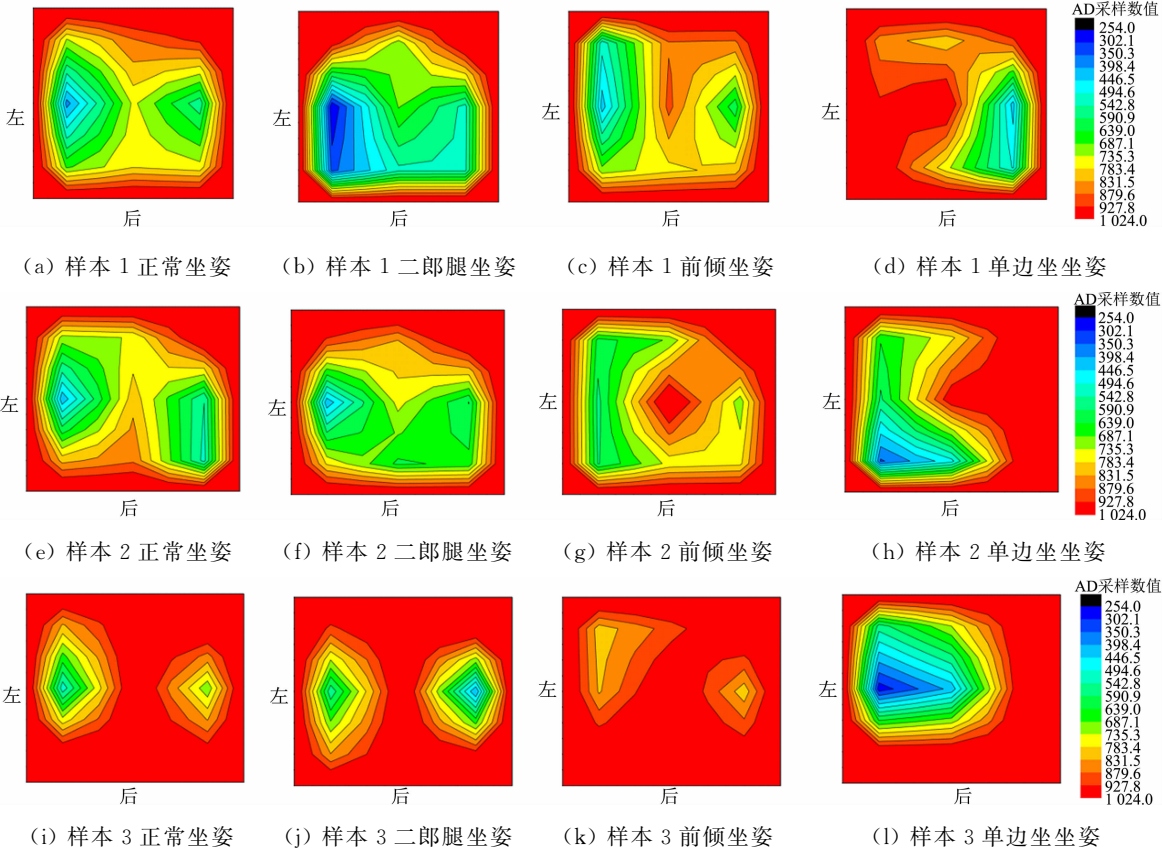 AD采样数值
254.0
302.1
350.3
398.4
446.5
494.6
542.8
590.9
639.0
687.1
735.3
783.4
831.5
879.6
927.8
1 024.0
左
左
左
左
后
后
后
后
(a) 样本 1 正常坐姿
(b) 样本 1 二郎腿坐姿
(c) 样本 1 前倾坐姿
(d) 样本 1 单边坐坐姿
AD采样数值
254.0
302.1
350.3
398.4
446.5
494.6
542.8
590.9
639.0
687.1
735.3
783.4
831.5
879.6
927.8
1 024.0
左
左
左
左
后
后
后
后
(e) 样本 2 正常坐姿
(f) 样本 2 二郎腿坐姿
(g) 样本 2 前倾坐姿
(h) 样本 2 单边坐坐姿
AD采样数值
254.0
302.1
350.3
398.4
446.5
494.6
542.8
590.9
639.0
687.1
735.3
783.4
831.5
879.6
927.8
1 024.0
左
左
左
左
后
后
后
后
(i) 样本 3 正常坐姿
(j) 样本 3 二郎腿坐姿
(k) 样本 3 前倾坐姿
(l) 样本 3 单边坐坐姿